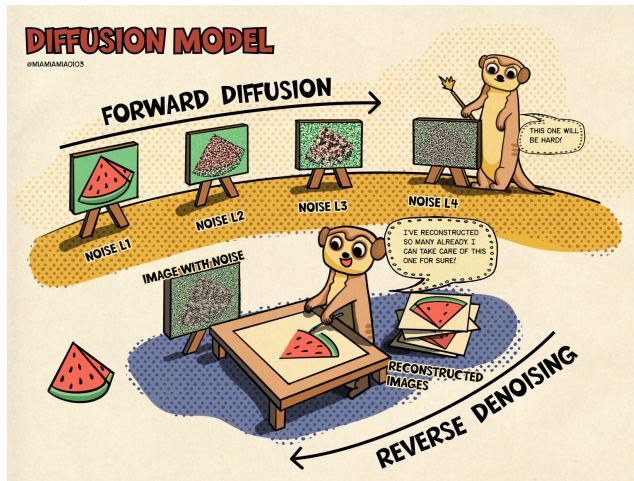 DIFFUSION MODEL
@MIAMIAMIA0103
FORWARD DIFFUSION
THIS ONE WILL
BE HARD!
NOISE L1
NOISE L2
NOISE L3
NOISE L4
I'VE RECONSTRUCTED
SO MANY ALREADY. I
CAN TAKE CARE OF THIS
ONE FOR SURE!
IMAGE WITH NOISE
RECONSTRUCTED
IMAGES
REVERSE DENOISING